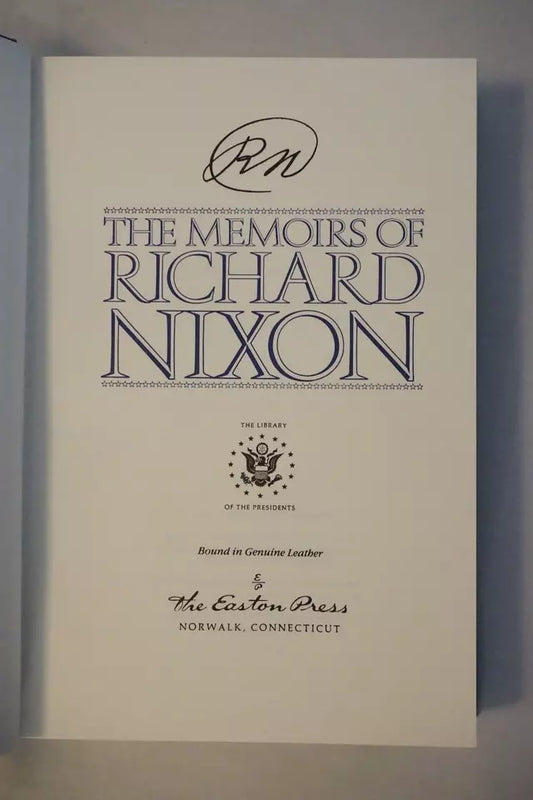 RN
THE MEMOIRS OF
RICHARD
NIXON
THE LIBRARY
OF THE PRESIDENTS
Bound in Genuine Leather
E
P
The Easton Press
NORWALK, CONNECTICUT